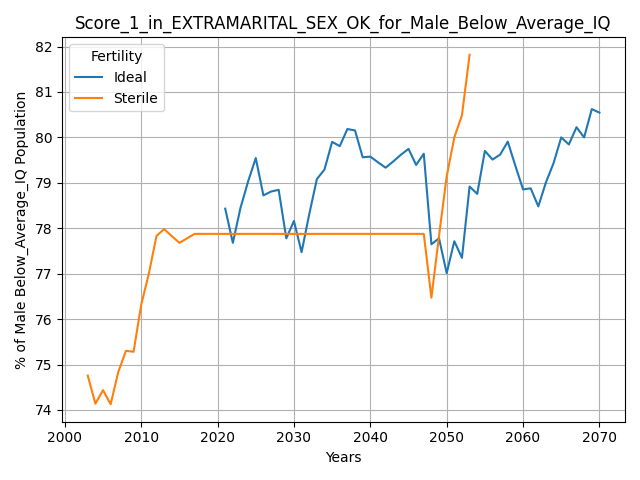 Score_1_in_EXTRAMARITAL_SEX_OK_for_Male_Below_Average_IQ
Fertility
Ideal
Sterile
% of Male Below_Average_IQ Population
82
81
80
79
78
77
76
75
74
2000 2010 2020 2030 2040 2050 2060 2070
Years